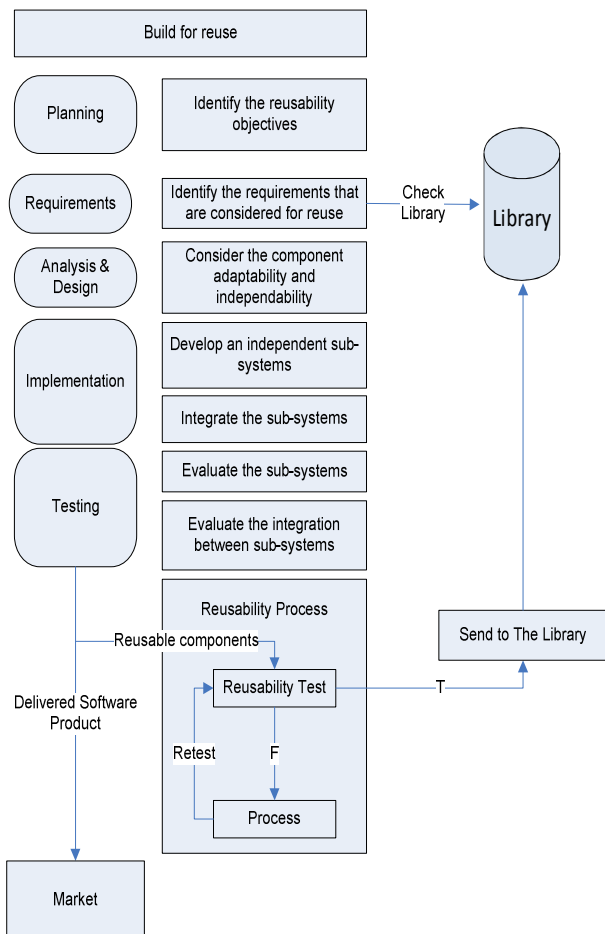 Build for reuse
Planning
Identify the reusability
objectives
Requirements
Identify the requirements that
are considered for reuse
Check
Library
Library
Analysis &
Design
Consider the component
adaptability and
independability
Implementation
Develop an independent sub-
systems
Integrate the sub-systems
Testing
Evaluate the sub-systems
Evaluate the integration
between sub-systems
Reusability Process
Reusable components
Send to The Library
Reusability Test
T
Delivered Software
Product
Retest
F
Process
Market